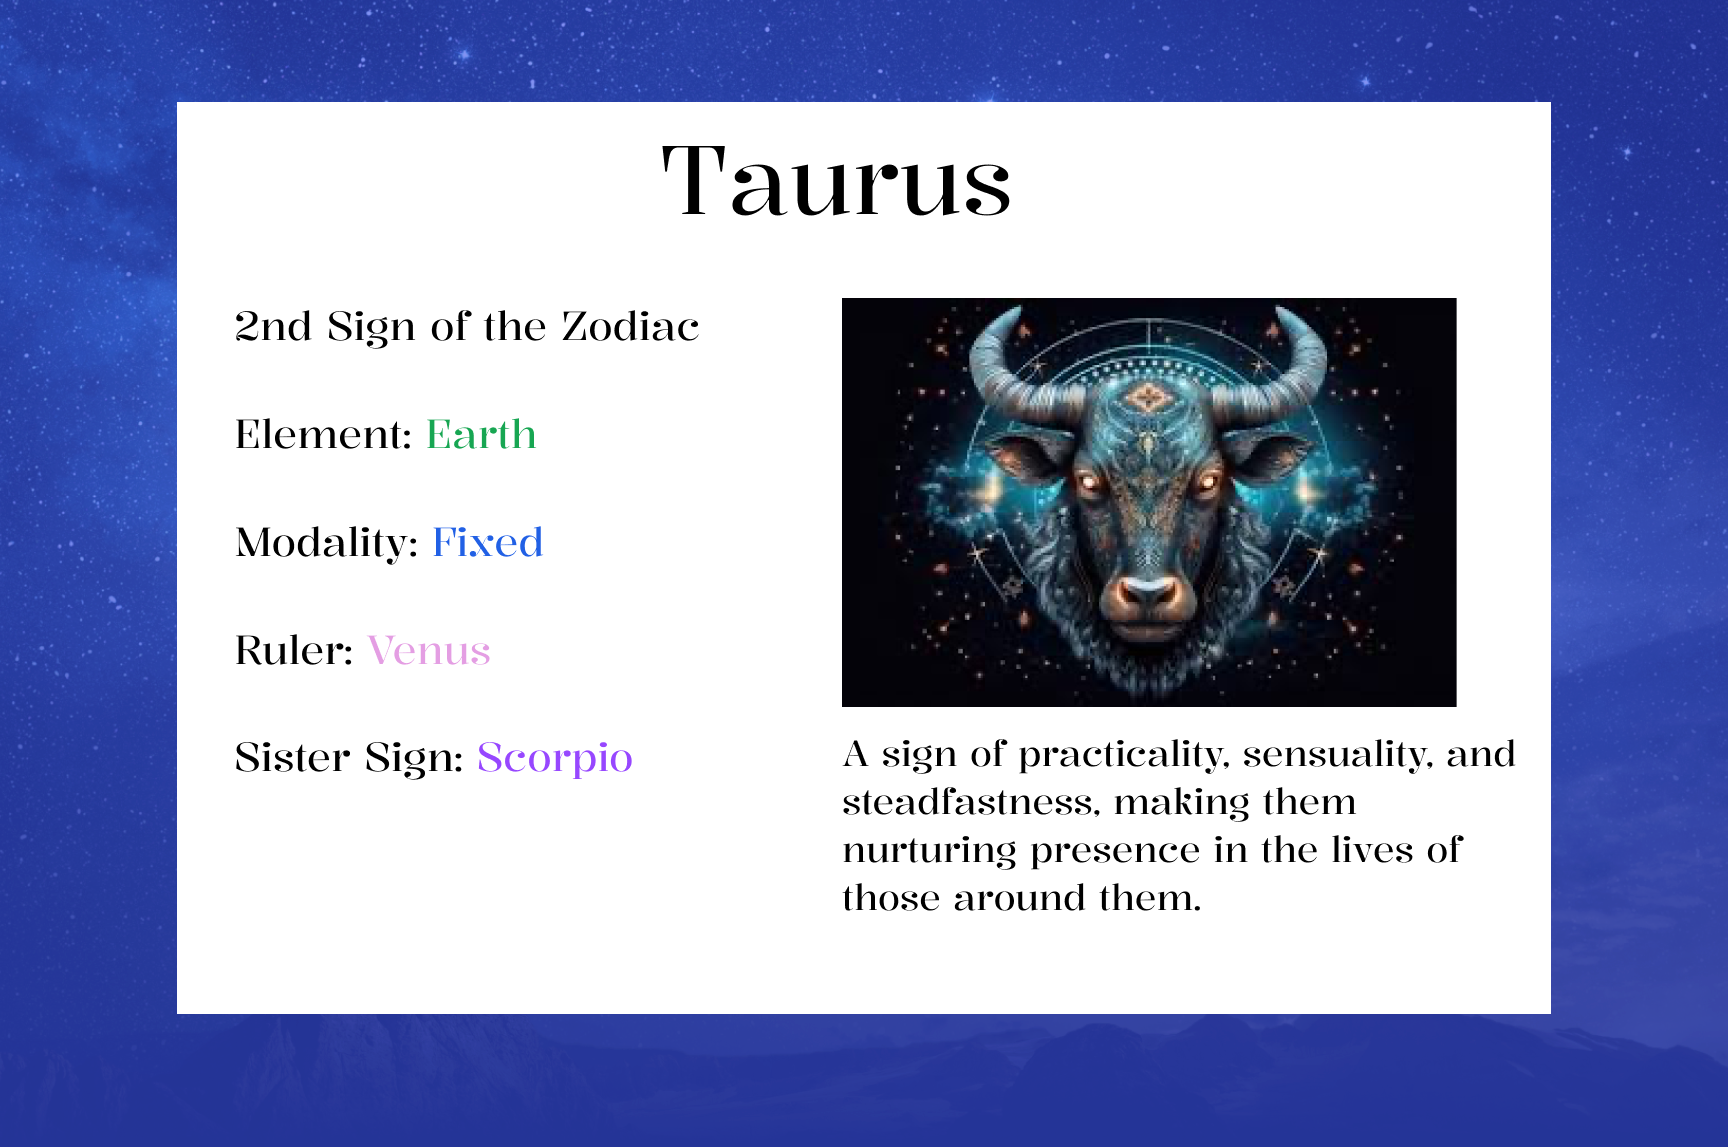 Taurus
2nd Sign of the Zodiac
Element: Earth
Modality: Fixed
Ruler: Venus
Sister Sign: Scorpio
A sign of practicality, sensuality, and
steadfastness, making them
nurturing presence in the lives of
those around them.